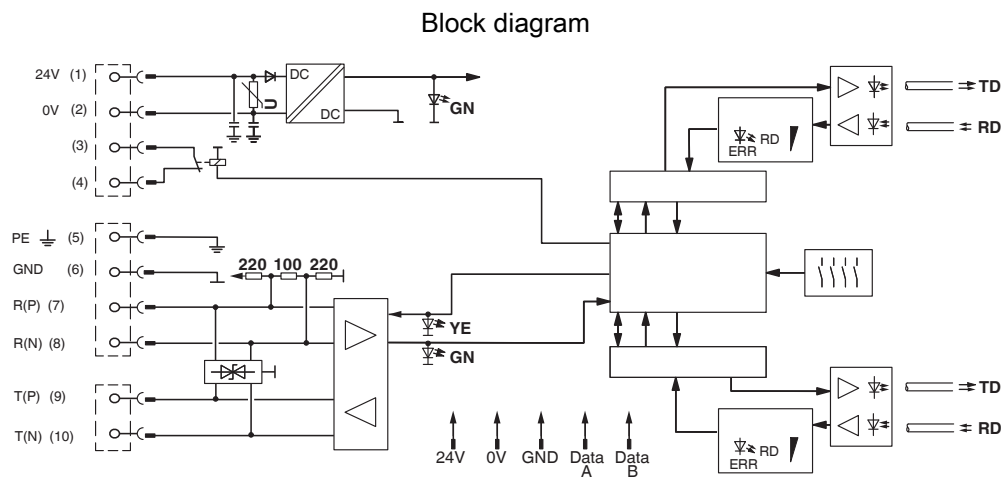 Block diagram
24V (1)
0V (2)
(3)
(4)
U
DC
DC
GN
TD
RD
RD
ERR
PE (5)
GND (6)
R(P) (7)
R(N) (8)
T(P) (9)
T(N) (10)
220 100 220
YE
GN
24V 0V GND Data A Data B
TD
RD
RD
ERR